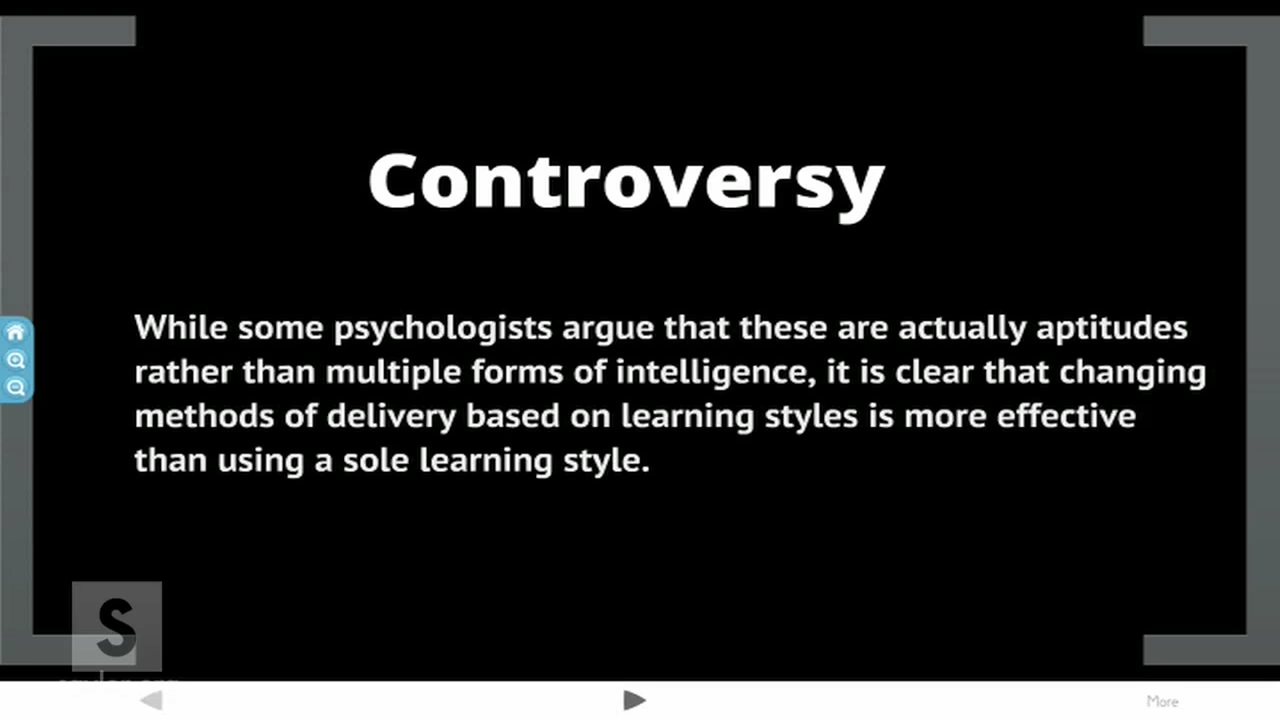 Controversy
While some psychologists argue that these are actually aptitudes
rather than multiple forms of intelligence, it is clear that changing
methods of delivery based on learning styles is more effective
than using a sole learning style.
S
More